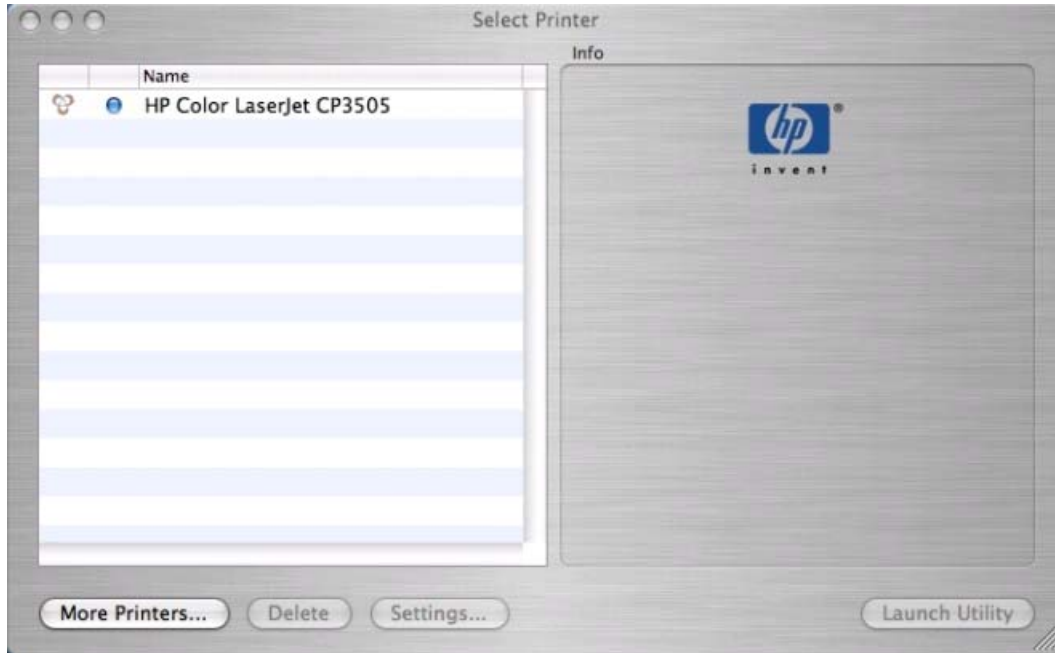 Select Printer
Info
Name
HP Color LaserJet CP3505
hp
®
invent
More Printers...
Delete
Settings...
Launch Utility